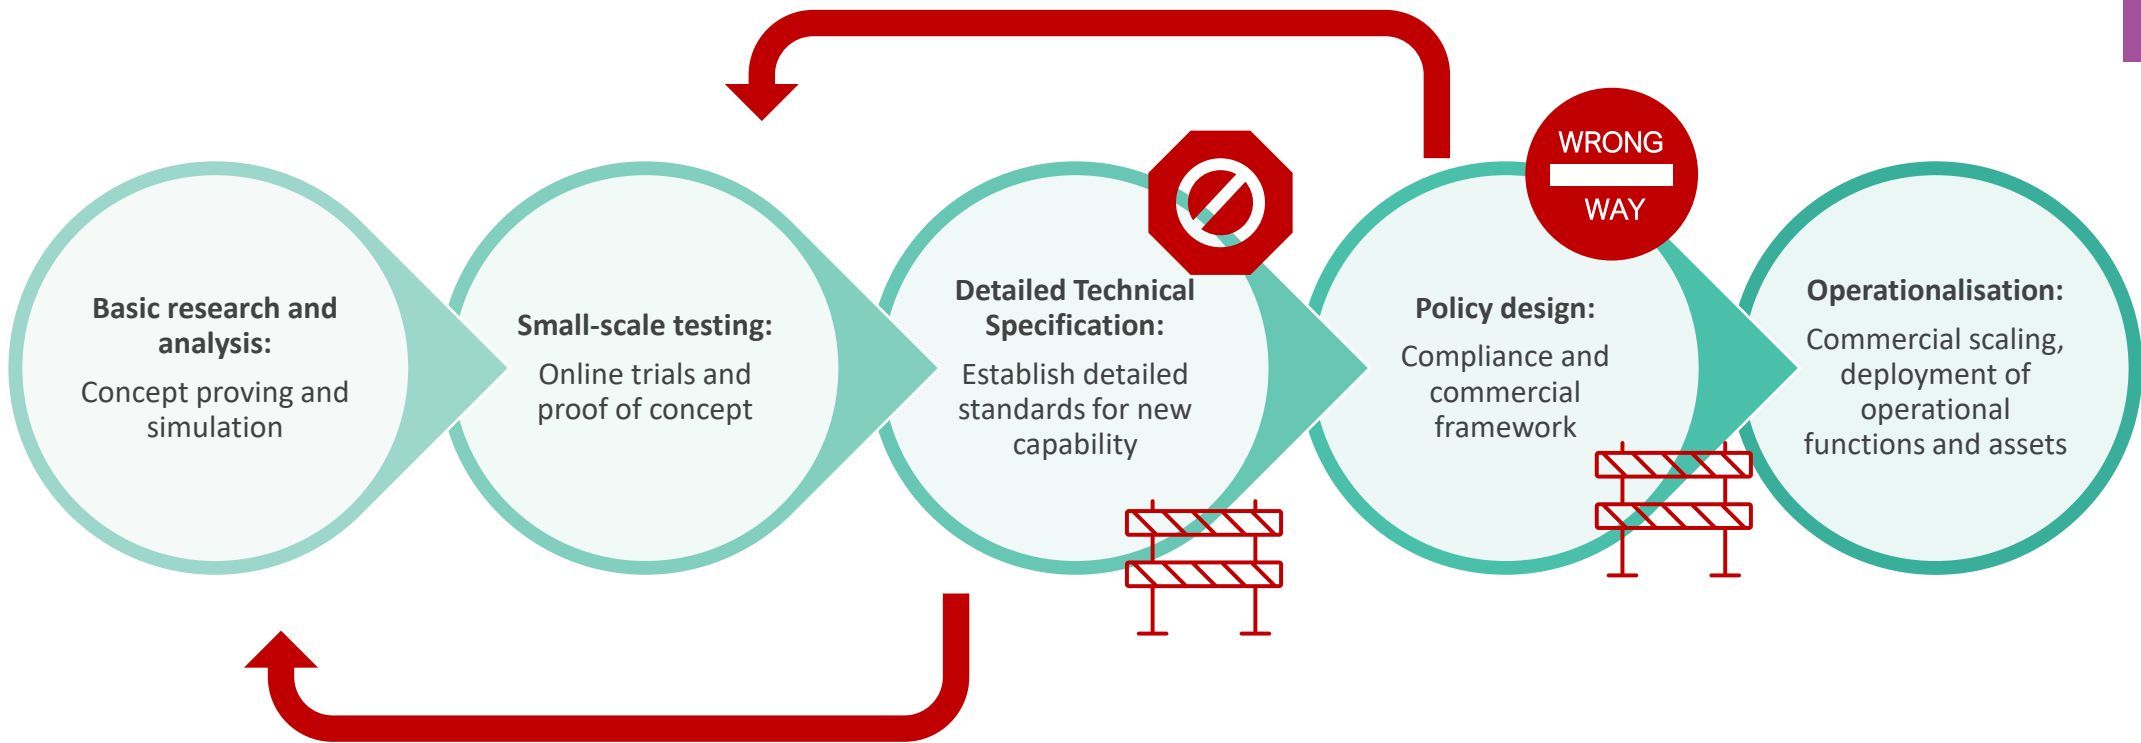 WRONG
WAY
Basic research and
analysis:
Concept proving and
simulation
Small-scale testing:
Online trials and
proof of concept
Detailed Technical
Specification:
Establish detailed
standards for new
capability
Policy design:
Compliance and
commercial
framework
Operationalisation:
Commercial scaling,
deployment of
operational
functions and assets